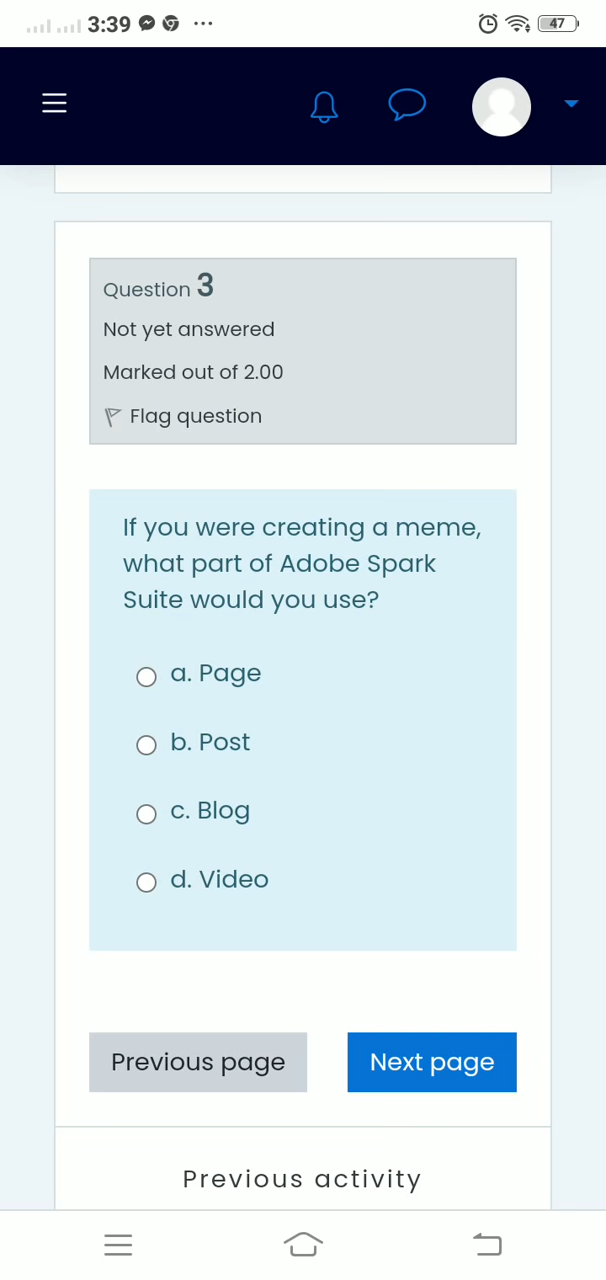 3:39 ...
47
Question 3
Not yet answered
Marked out of 2.00
Flag question
If you were creating a meme,
what part of Adobe Spark
Suite would you use?
a. Page
b. Post
c. Blog
d. Video
Previous page
Next page
Previous activity